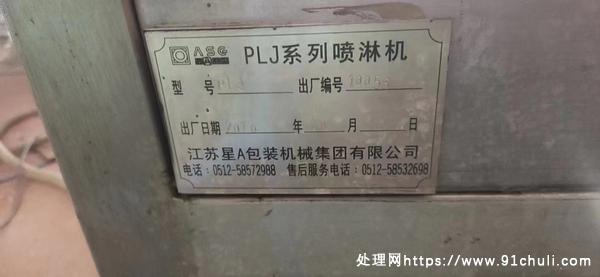 ASG PLJ系列喷淋机
型号 PLJ 出厂编号
出厂日期 年 月 日
江苏星A包装机械集团有限公司
电话:0512-58572988 售后服务电话:0512-58532698
处理网https://www.91chuli.com